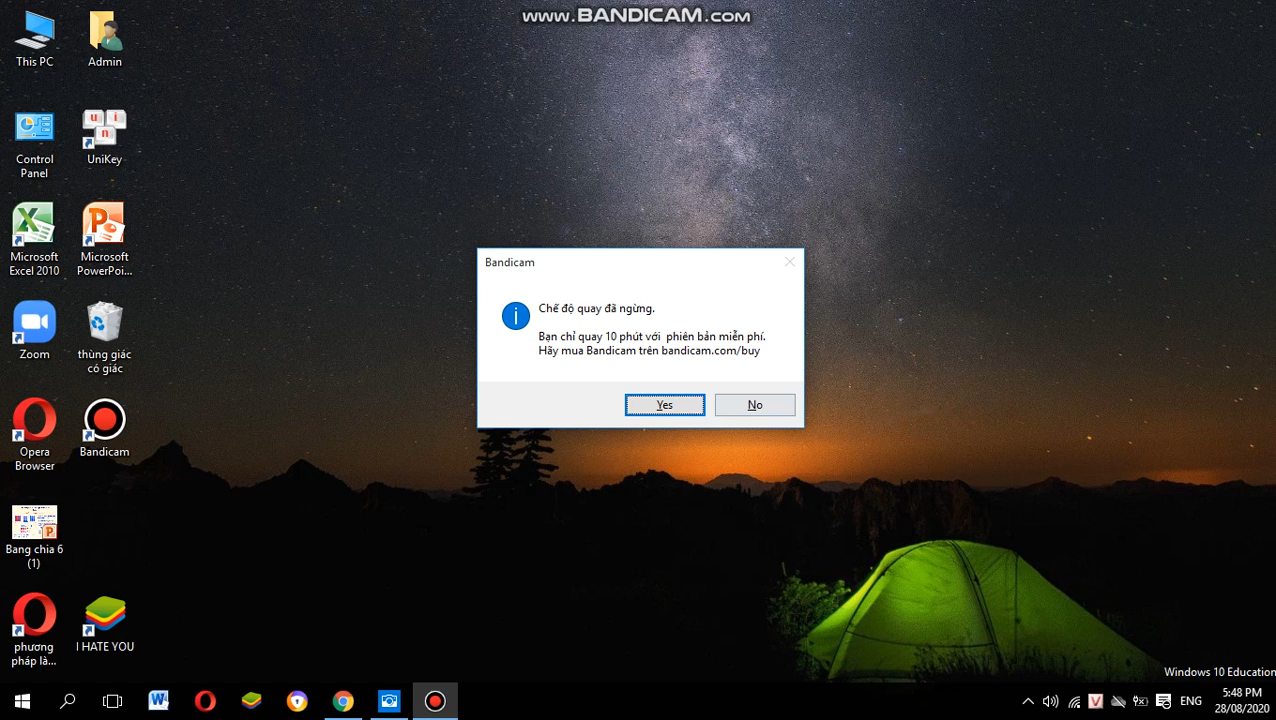 www.BANDICAM.com
This PC
Admin
Control
Panel
UniKey
Microsoft
Excel 2010
Microsoft
PowerPoi...
Zoom
thùng giác
có giác
Opera
Browser
Bandicam
Bang chia 6
(1)
phương
pháp là...
I HATE YOU
Bandicam
Chế độ quay đã ngừng.
Bạn chỉ quay 10 phút với phiên bản miễn phí.
Hãy mua Bandicam trên bandicam.com/buy
Yes
No
Windows 10 Education
ENG
5:48 PM
28/08/2020